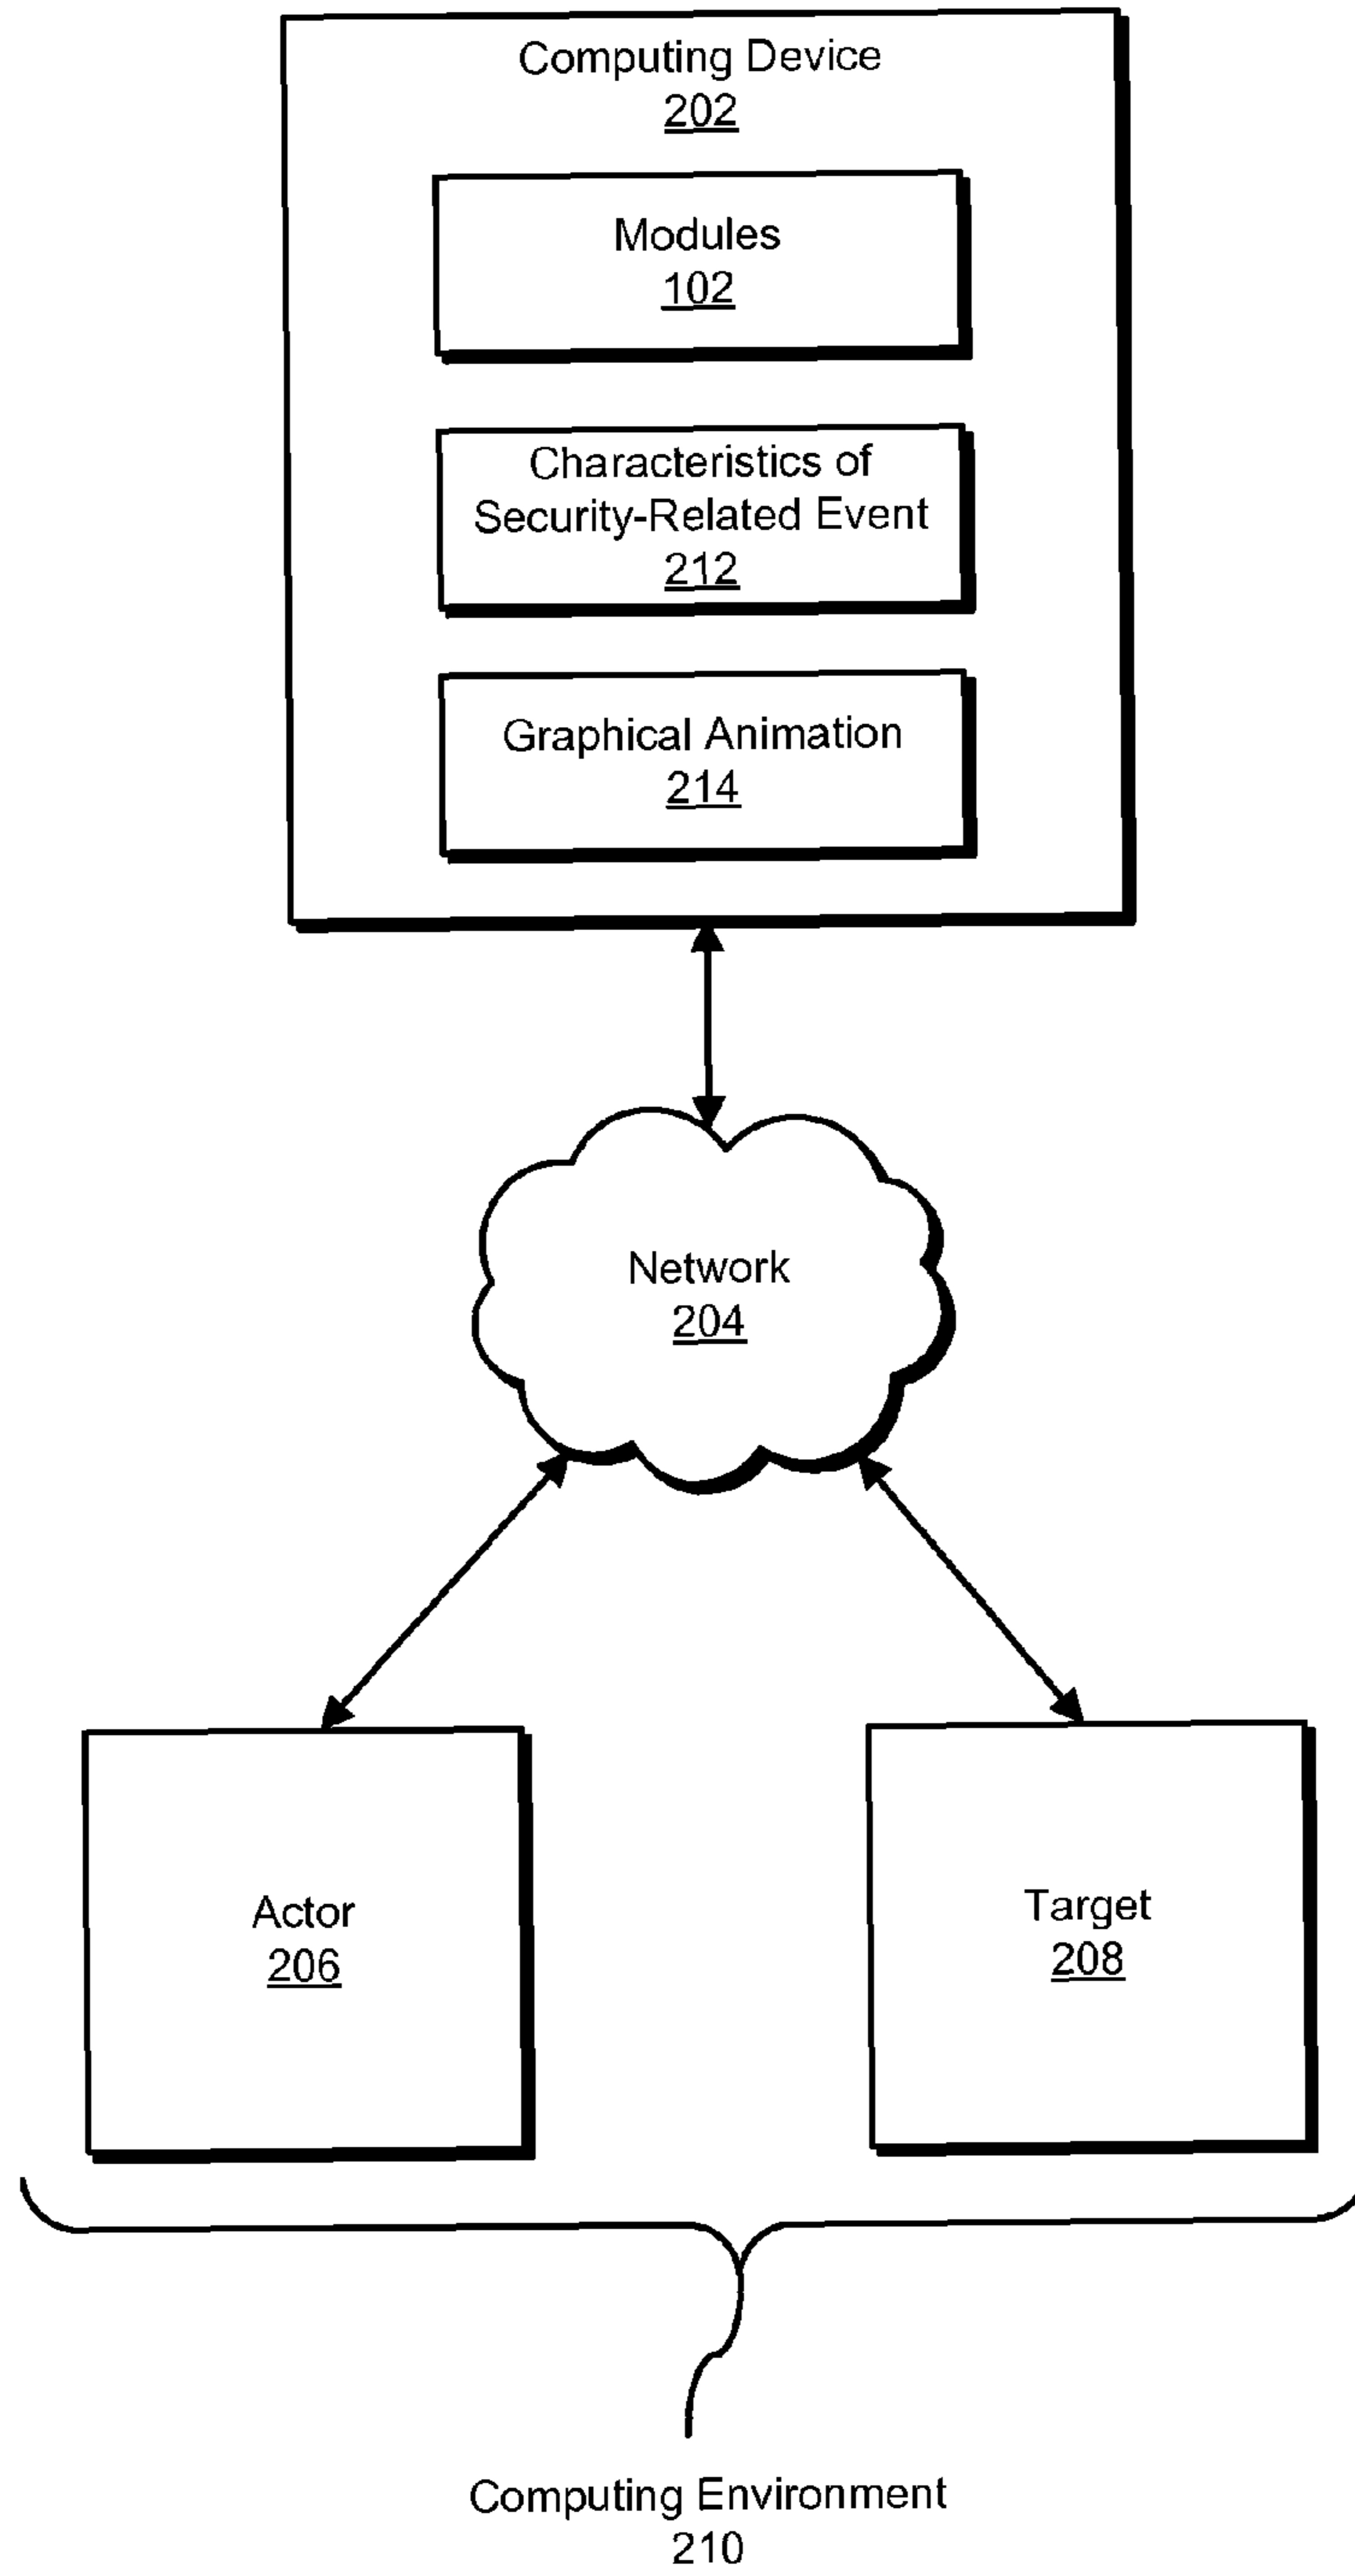 Computing Device
202
Modules
102
Characteristics of
Security-Related Event
212
Graphical Animation
214
Network
204
Actor
206
Target
208
Computing Environment
210